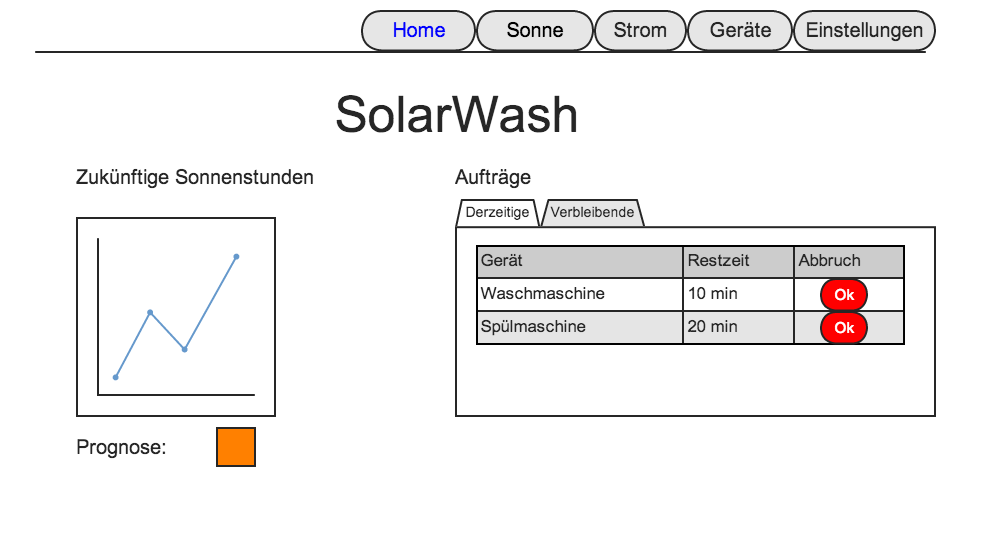 Home Sonne Strom Geräte Einstellungen
SolarWash
Zukünftige Sonnenstunden
Aufträge
Derzeitige Verbleibende
Gerät Restzeit Abbruch
Waschmaschine 10 min Ok
Spülmaschine 20 min Ok
Prognose: